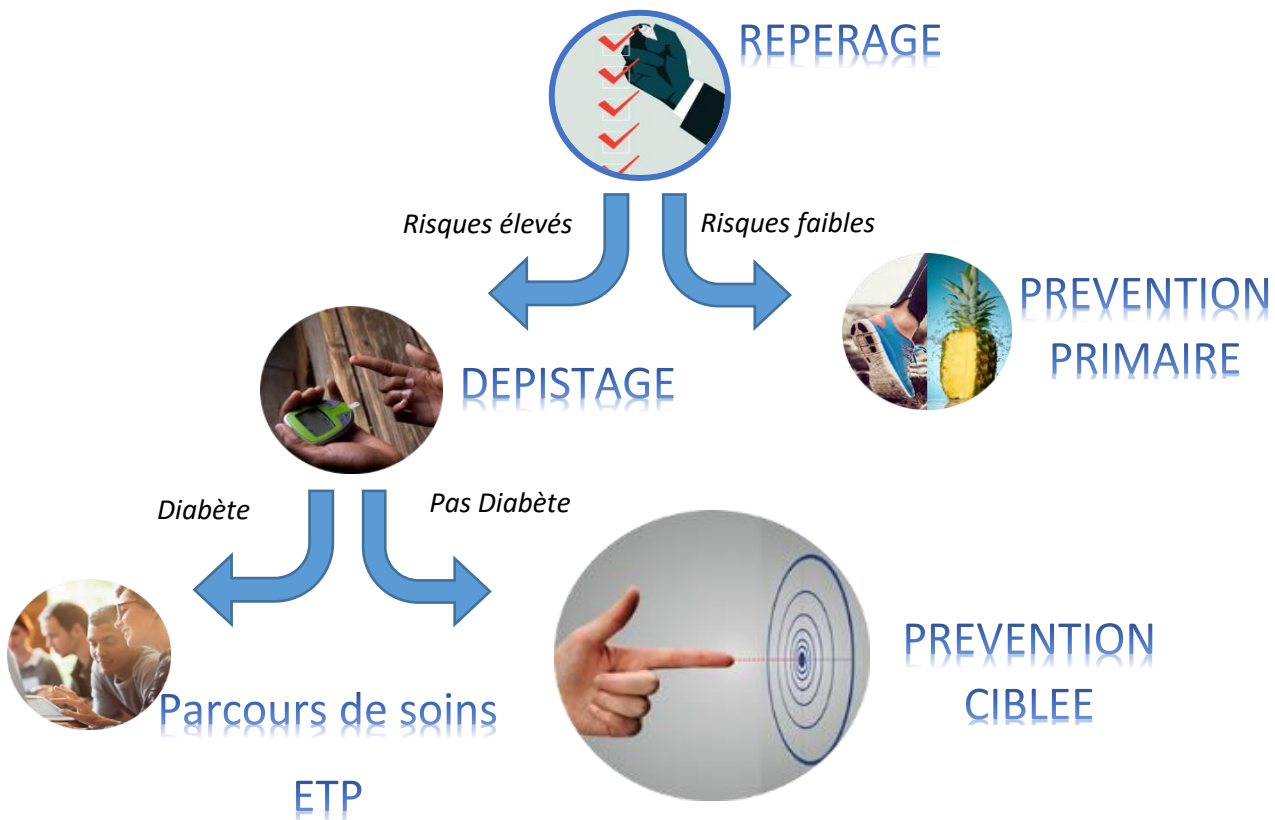 REPERAGE
Risques élevés
Risques faibles
PREVENTION
PRIMAIRE
DEPISTAGE
Diabète
Pas Diabète
PREVENTION
CIBLEE
Parcours de soins
ETP